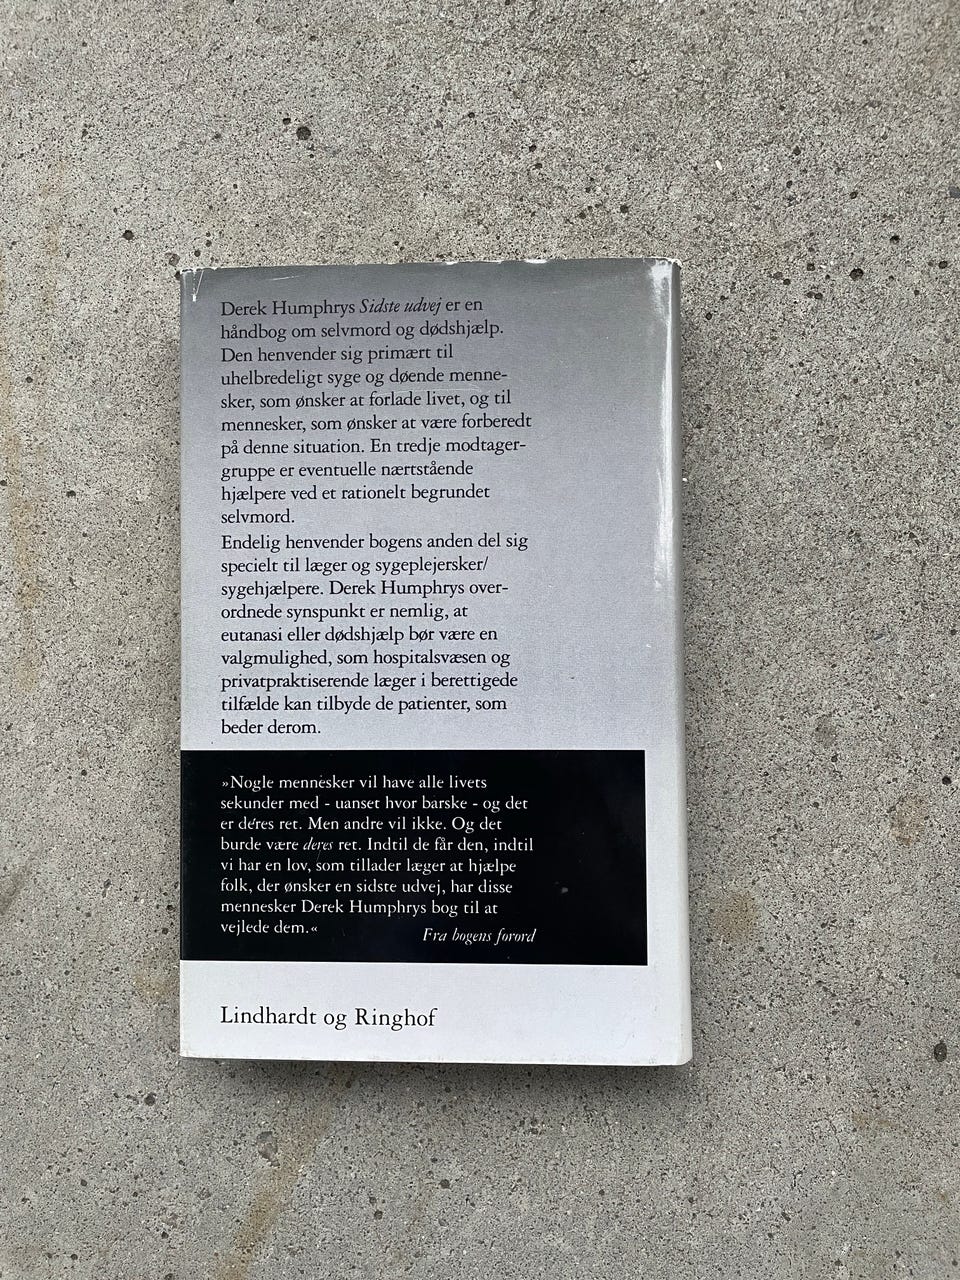 Derek Humphrys Sidste udvej er en
håndbog om selvmord og dødshjælp.
Den henvender sig primært til
uhelbredeligt syge og døende menne-
sker, som ønsker at forlade livet, og til
mennesker, som ønsker at være forberedt
på denne situation. En tredje modtager-
gruppe er eventuelle nærtstående
hjælpere ved et rationelt begrundet
selvmord.
Endelig henvender bogens anden del sig
specielt til læger og sygeplejersker/
sygehjælpere. Derek Humphrys over-
ordnede synspunkt er nemlig, at
eutanasi eller dødshjælp bør være en
valgmulighed, som hospitalsvæsen og
privatpraktiserende læger i berettigede
tilfælde kan tilbyde de patienter, som
beder derom.
»Nogle mennesker vil have alle livets
sekunder med - uanset hvor barske - og det
er deres ret. Men andre vil ikke. Og det
burde være deres ret. Indtil de får den, indtil
vi har en lov, som tillader læger at hjælpe
folk, der ønsker en sidste udvej, har disse
mennesker Derek Humphrys bog til at
vejlede dem.«
Fra bogens forord
Lindhardt og Ringhof